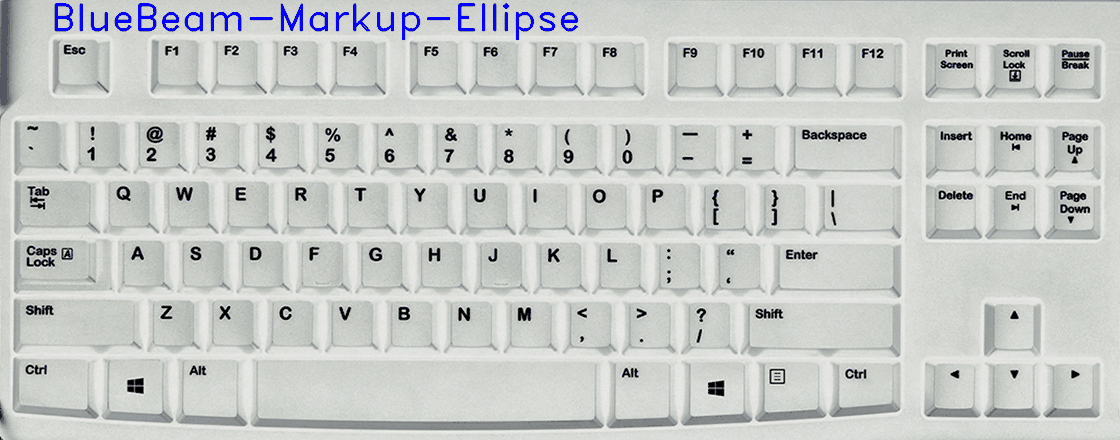 BlueBeam-Markup-Ellipse
Esc F1 F2 F3 F4 F5 F6 F7 F8 F9 F10 F11 F12 Print Screen Scroll Lock Pause Break
~ ` ! 1 @ 2 # 3 $ 4 % 5 ^ 6 & 7 * 8 ( 9 ) 0 — - + = Backspace Insert Home Page Up
Tab Q W E R T Y U I O P { [ } ] | \ Delete End Page Down
Caps Lock A S D F G H J K L : ; “ ‘ Enter
Shift Z X C V B N M < , > . ? / Shift
Ctrl Alt Alt Ctrl